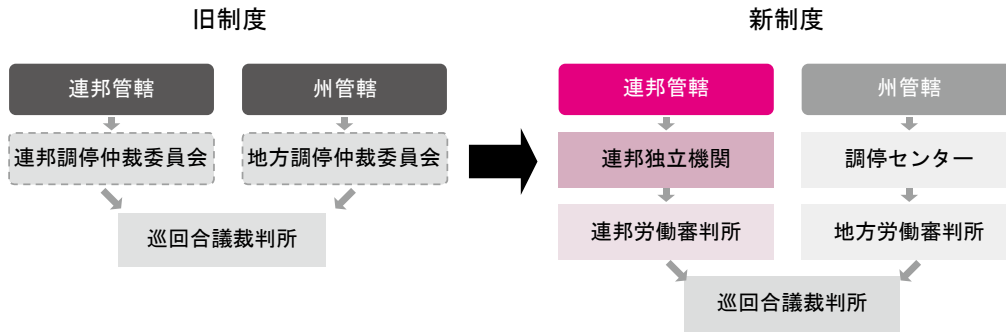 旧制度
連邦管轄
州管轄
連邦調停仲裁委員会
地方調停仲裁委員会
巡回合議裁判所
新制度
連邦管轄
州管轄
連邦独立機関
調停センター
連邦労働審判所
地方労働審判所
巡回合議裁判所